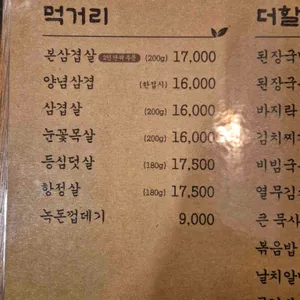 먹거리
본삼겹살 (200g) 17,000
양념삼겹 (한접시) 16,000
삼겹살 (200g) 16,000
눈꽃목살 (200g) 16,000
등심덧살 (180g) 17,500
항정살 (180g) 17,500
녹돈껍데기 9,000
더할
된장국
된장국
바지락
김치찌
비빔국
열무김
큰 묵사
볶음밥
날치알